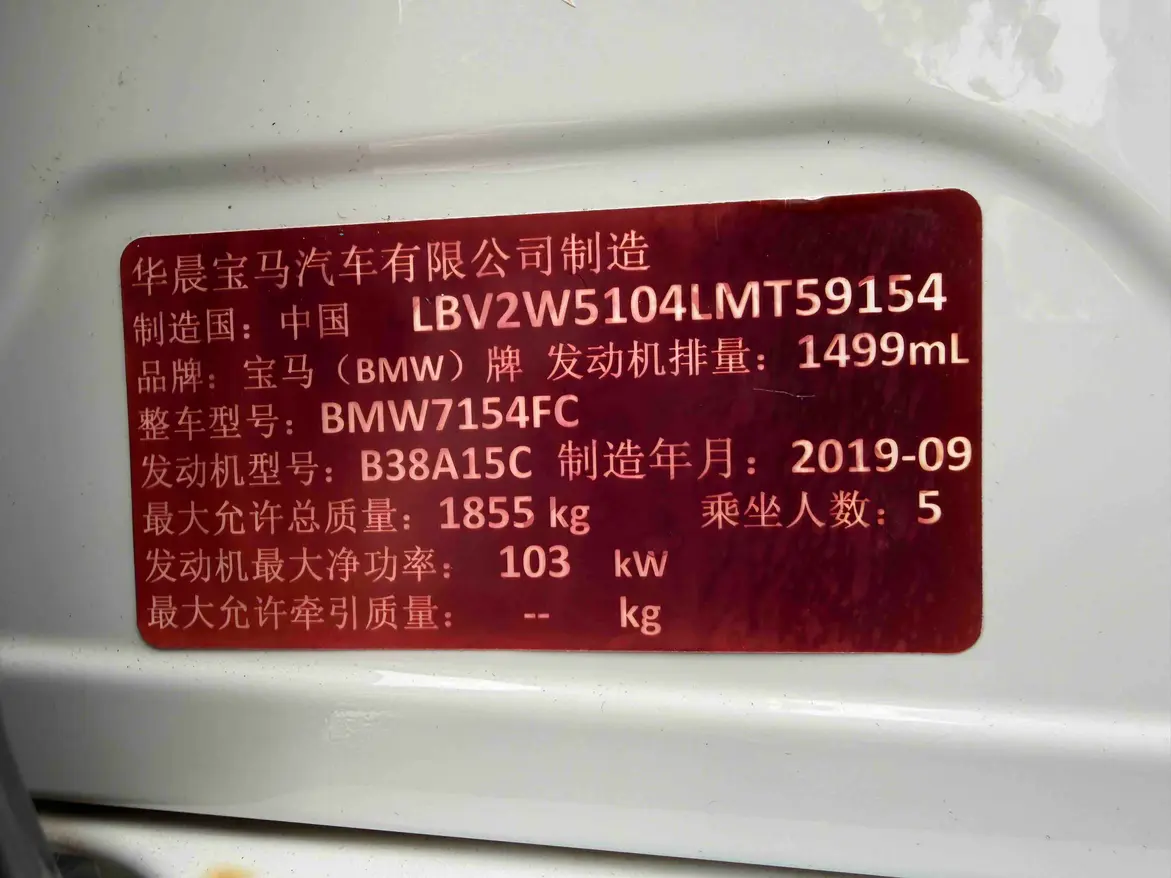 华晨宝马汽车有限公司制造
制造国：中国 LBV2W5104LMT59154
品牌：宝马（BMW）牌 发动机排量：1499mL
整车型号：BMW7154FC
发动机型号：B38A15C 制造年月：2019-09
最大允许总质量：1855 kg 乘坐人数：5
发动机最大净功率： 103 kW
最大允许牵引质量： -- kg